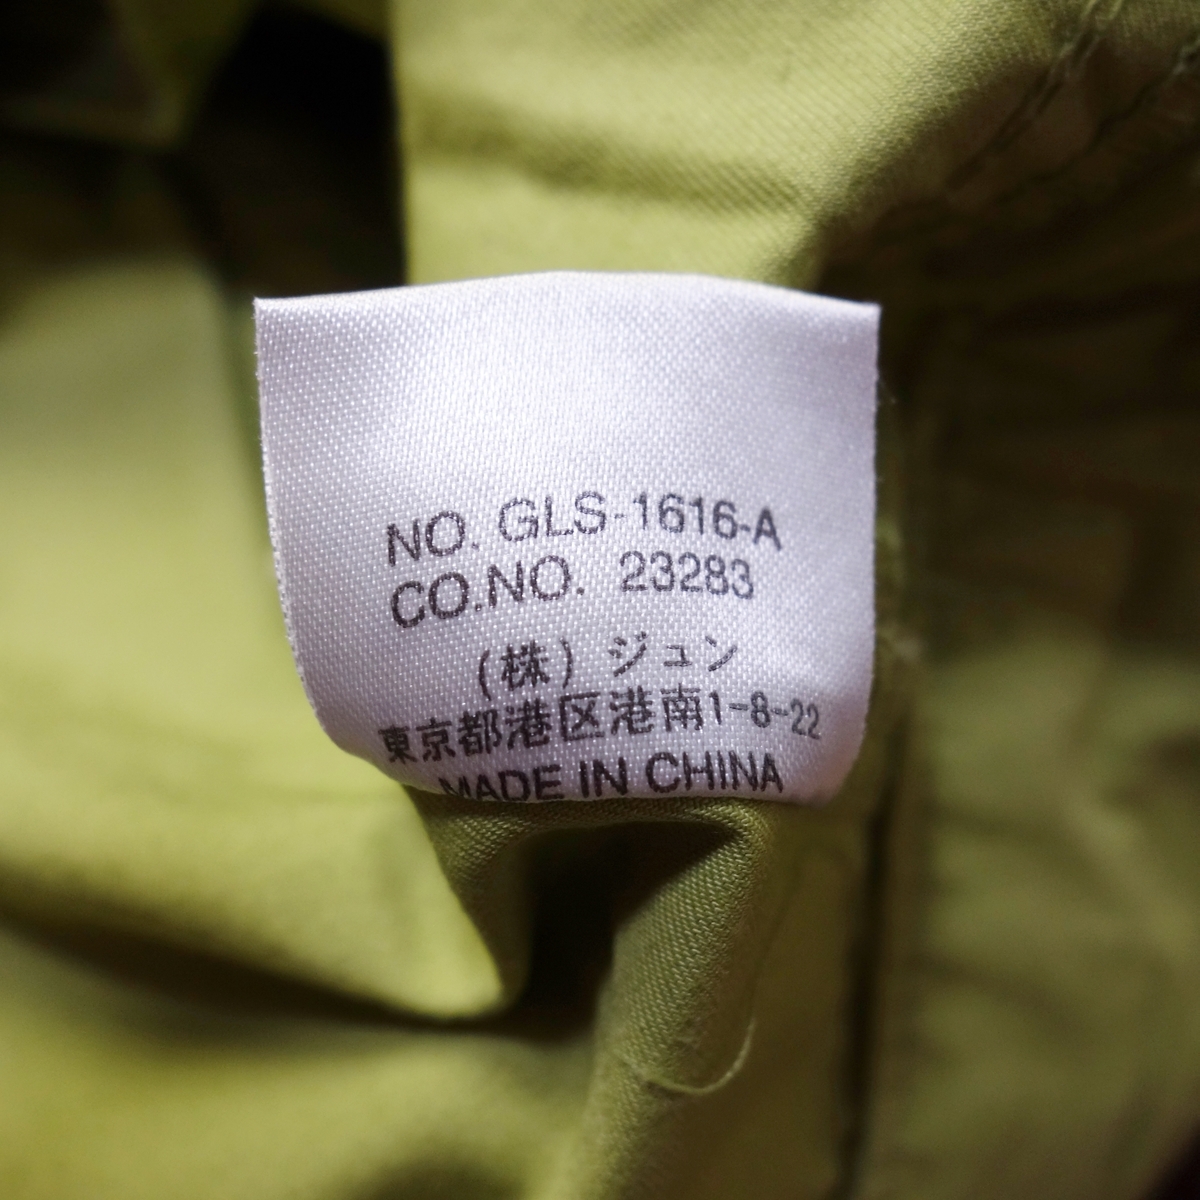 NO. GLS-1616-A
CO.NO. 23283
(株) ジュン
東京都港区港南1-8-22
MADE IN CHINA